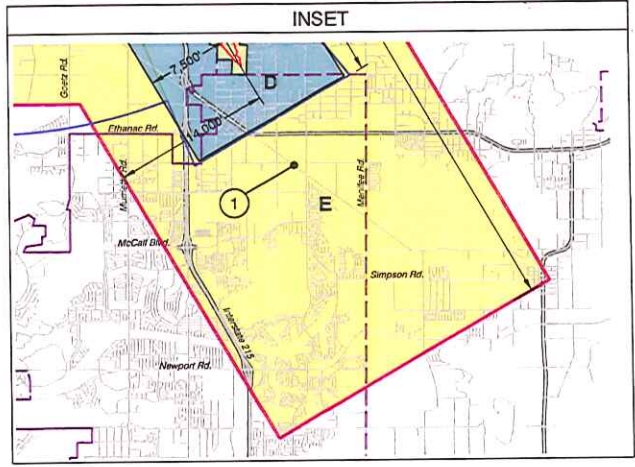 INSET
Goetz Rd.
7,500'
D
14,000'
Ethanac Rd.
Murrieta Rd.
Menifee Rd.
1
E
McCall Blvd.
Simpson Rd.
Interstate 215
Newport Rd.